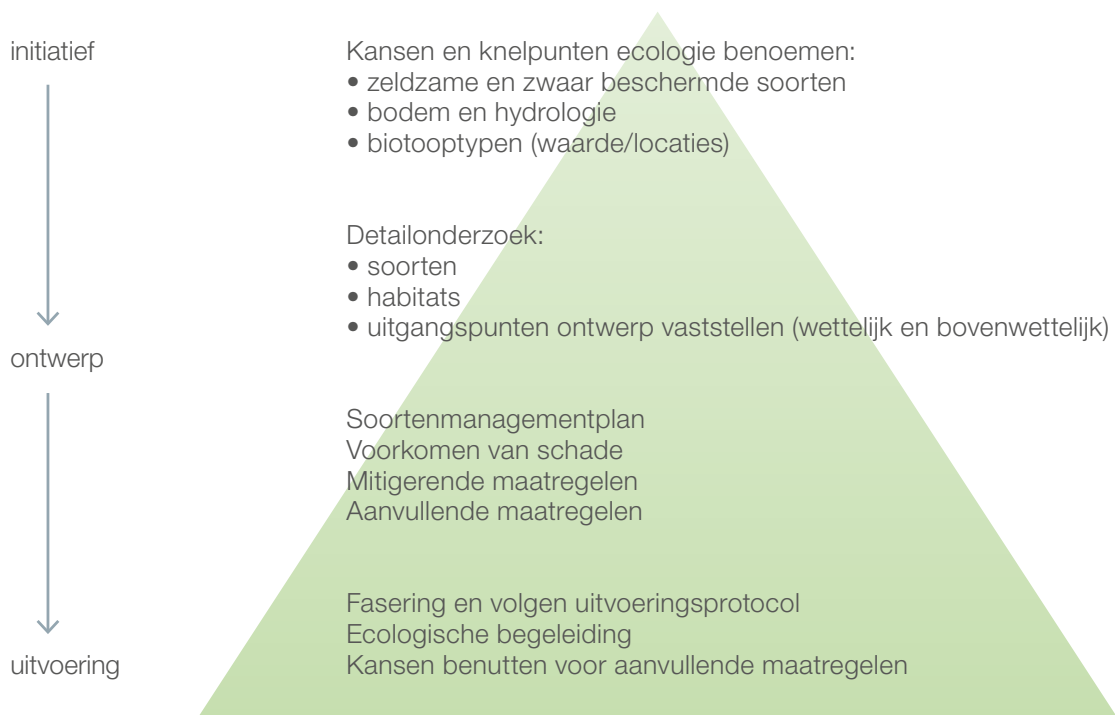 initiatief
Kansen en knelpunten ecologie benoemen:
• zeldzame en zwaar beschermde soorten
• bodem en hydrologie
• biotooptypen (waarde/locaties)
Detailonderzoek:
• soorten
• habitats
• uitgangspunten ontwerp vaststellen (wettelijk en bovenwettelijk)
ontwerp
Soortenmanagementplan
Voorkomen van schade
Mitigerende maatregelen
Aanvullende maatregelen
Fasering en volgen uitvoeringsprotocol
Ecologische begeleiding
uitvoering
Kansen benutten voor aanvullende maatregelen